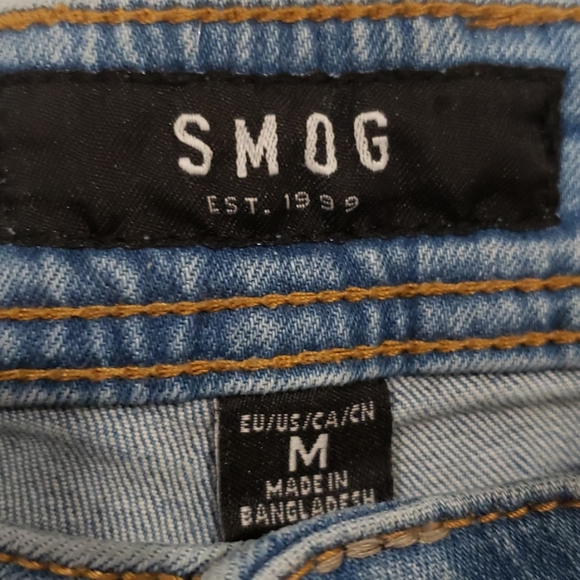 SMOG
EST. 1999
EU/US/CA/CN
M
MADE IN
BANGLADESH